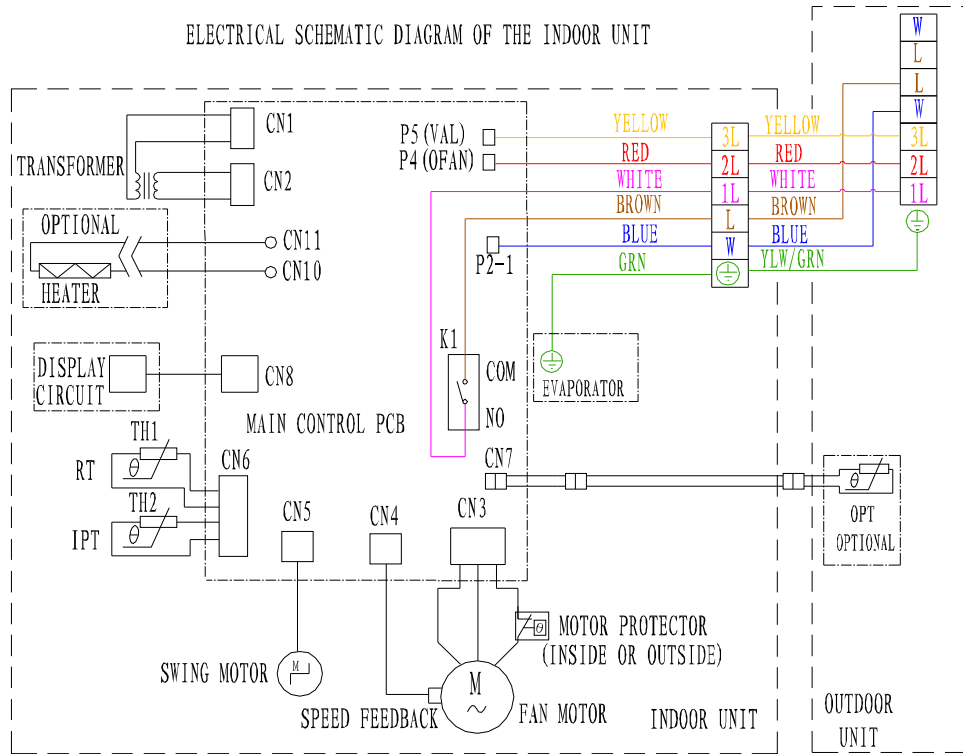 ELECTRICAL SCHEMATIC DIAGRAM OF THE INDOOR UNIT
W
L
L
W
3L
2L
1L
CN1
TRANSFORMER
CN2
P5(VAL)
P4(OFAN)
YELLOW
RED
WHITE
BROWN
BLUE
GRN
3L
2L
1L
L
W
YELLOW
RED
WHITE
BROWN
BLUE
YLW/GRN
P2-1
OPTIONAL
HEATER
CN11
CN10
K1
COM
NO
EVAPORATOR
DISPLAY
CIRCUIT
CN8
MAIN CONTROL PCB
TH1
RT
θ
CN6
TH2
IPT
θ
CN7
θ
OPT
OPTIONAL
CN5
CN4
CN3
θ
MOTOR PROTECTOR
(INSIDE OR OUTSIDE)
SWING MOTOR
M
SPEED FEEDBACK
M
FAN MOTOR
INDOOR UNIT
OUTDOOR
UNIT